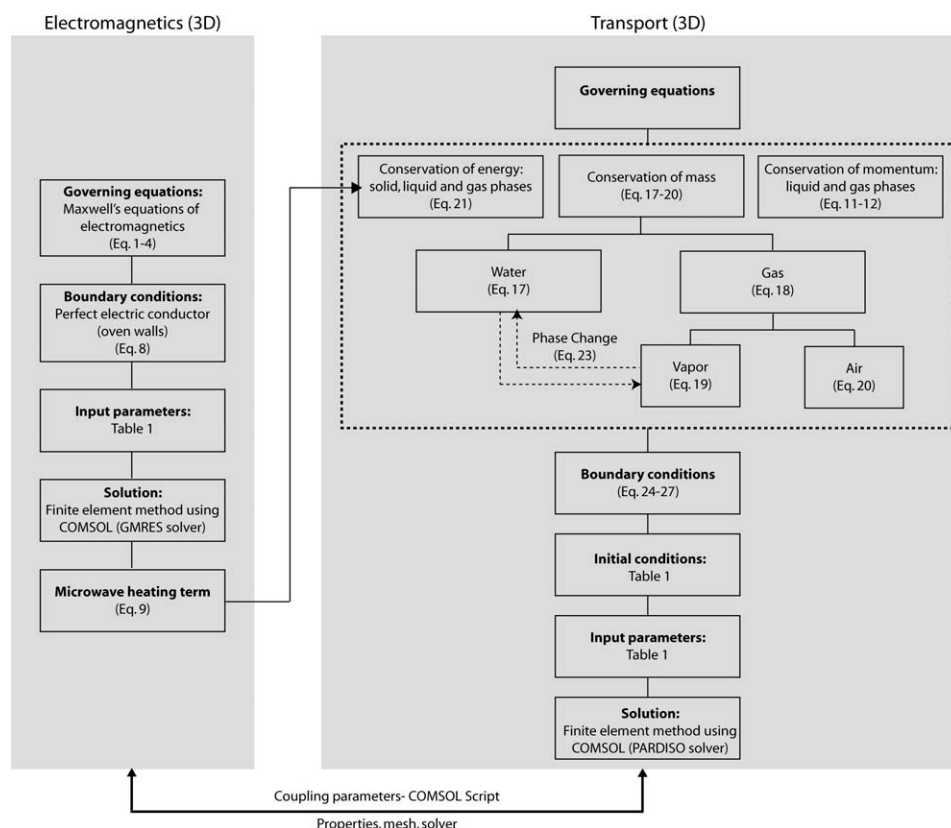 Electromagnetics (3D)
Governing equations:
Maxwell's equations of
electromagnetics
(Eq. 1-4)
Boundary conditions:
Perfect electric conductor
(oven walls)
(Eq. 8)
Input parameters:
Table 1
Solution:
Finite element method using
COMSOL (GMRES solver)
Microwave heating term
(Eq. 9)
Transport (3D)
Governing equations
Conservation of energy:
solid, liquid and gas phases
(Eq. 21)
Conservation of mass
(Eq. 17-20)
Conservation of momentum:
liquid and gas phases
(Eq. 11-12)
Water
(Eq. 17)
Gas
(Eq. 18)
Phase Change
(Eq. 23)
Vapor
(Eq. 19)
Air
(Eq. 20)
Boundary conditions
(Eq. 24-27)
Initial conditions:
Table 1
Input parameters:
Table 1
Solution:
Finite element method using
COMSOL (PARDISO solver)
Coupling parameters- COMSOL Script
Properties, mesh, solver